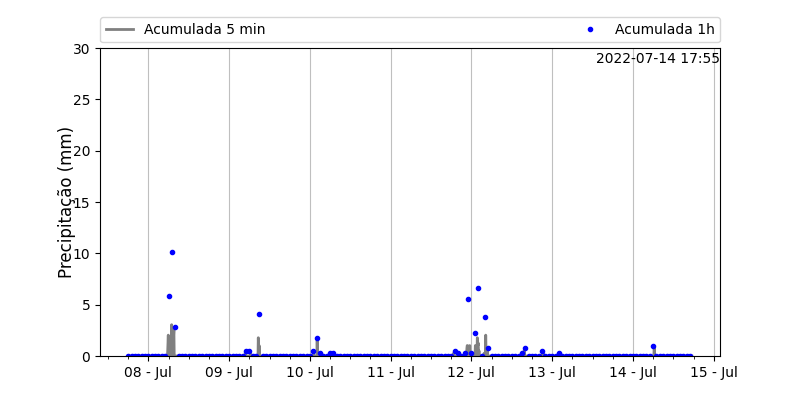 Acumulada 5 min
Acumulada 1h
2022-07-14 17:55
Precipitação (mm)
30
25
20
15
10
5
0
08 - Jul
09 - Jul
10 - Jul
11 - Jul
12 - Jul
13 - Jul
14 - Jul
15 - Jul